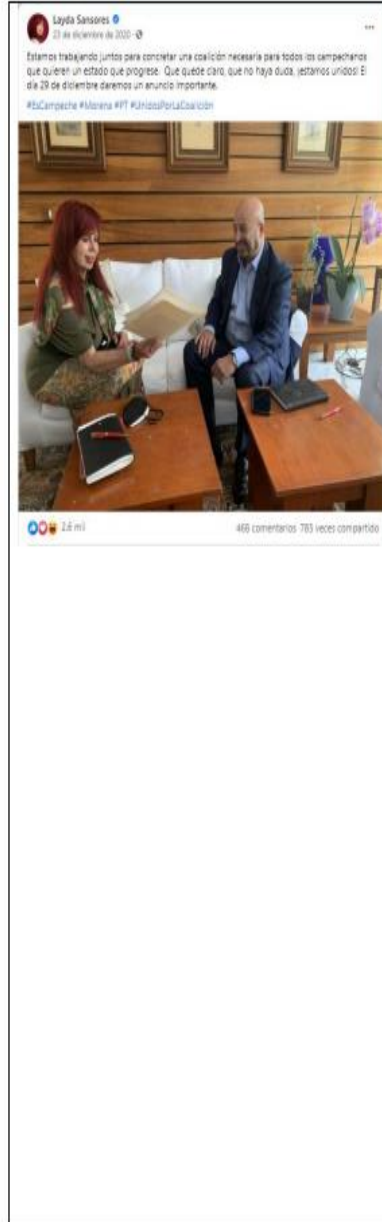 Layda Sansores
23 de diciembre de 2020
Estamos trabajando juntos para concretar una coalición necesaria para todos los campechanos
que quieren un estado que progrese. Que quede claro, que no haya duda, ¡estamos unidos! El
día 29 de diciembre daremos un anuncio importante.
#EsCampeche #Morena #PT #UnidosPorLaCoalición
2.6 mil
466 comentarios 783 veces compartido